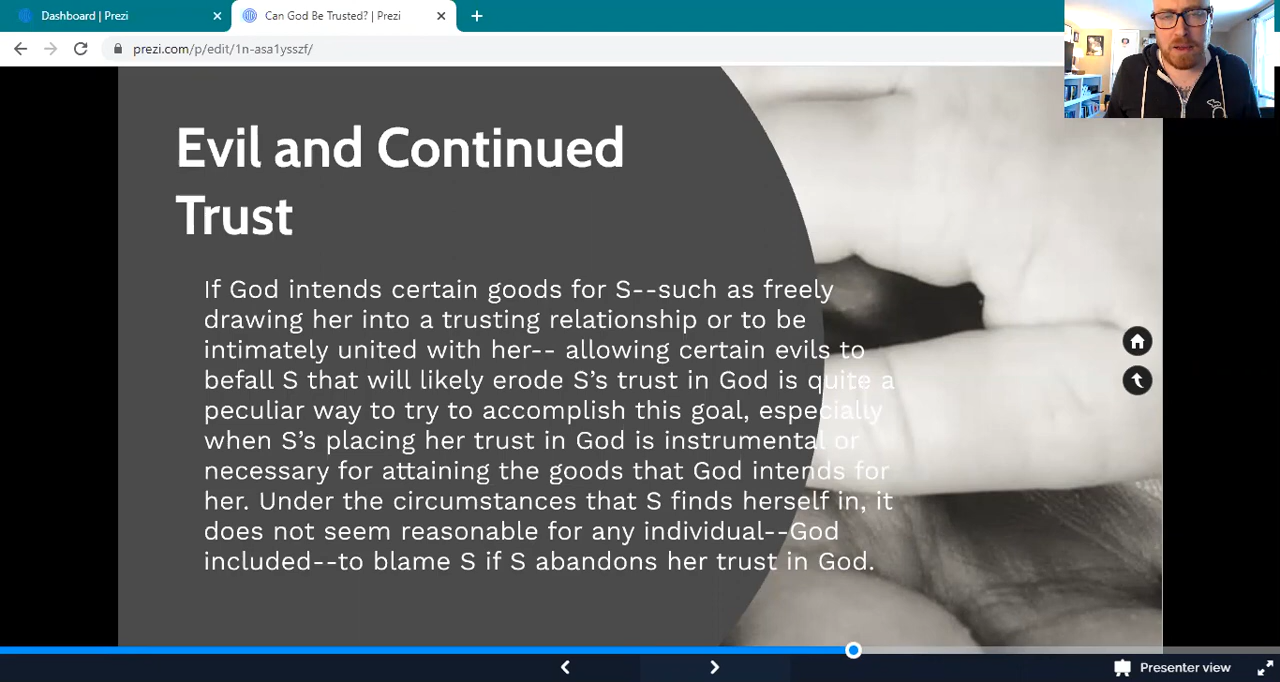 Dashboard | Prezi
Can God Be Trusted? | Prezi
prezi.com/p/edit/1n-asa1ysszf/
Evil and Continued
Trust
If God intends certain goods for S--such as freely
drawing her into a trusting relationship or to be
intimately united with her-- allowing certain evils to
befall S that will likely erode S’s trust in God is quite a
peculiar way to try to accomplish this goal, especially
when S’s placing her trust in God is instrumental or
necessary for attaining the goods that God intends for
her. Under the circumstances that S finds herself in, it
does not seem reasonable for any individual--God
included--to blame S if S abandons her trust in God.
Presenter view